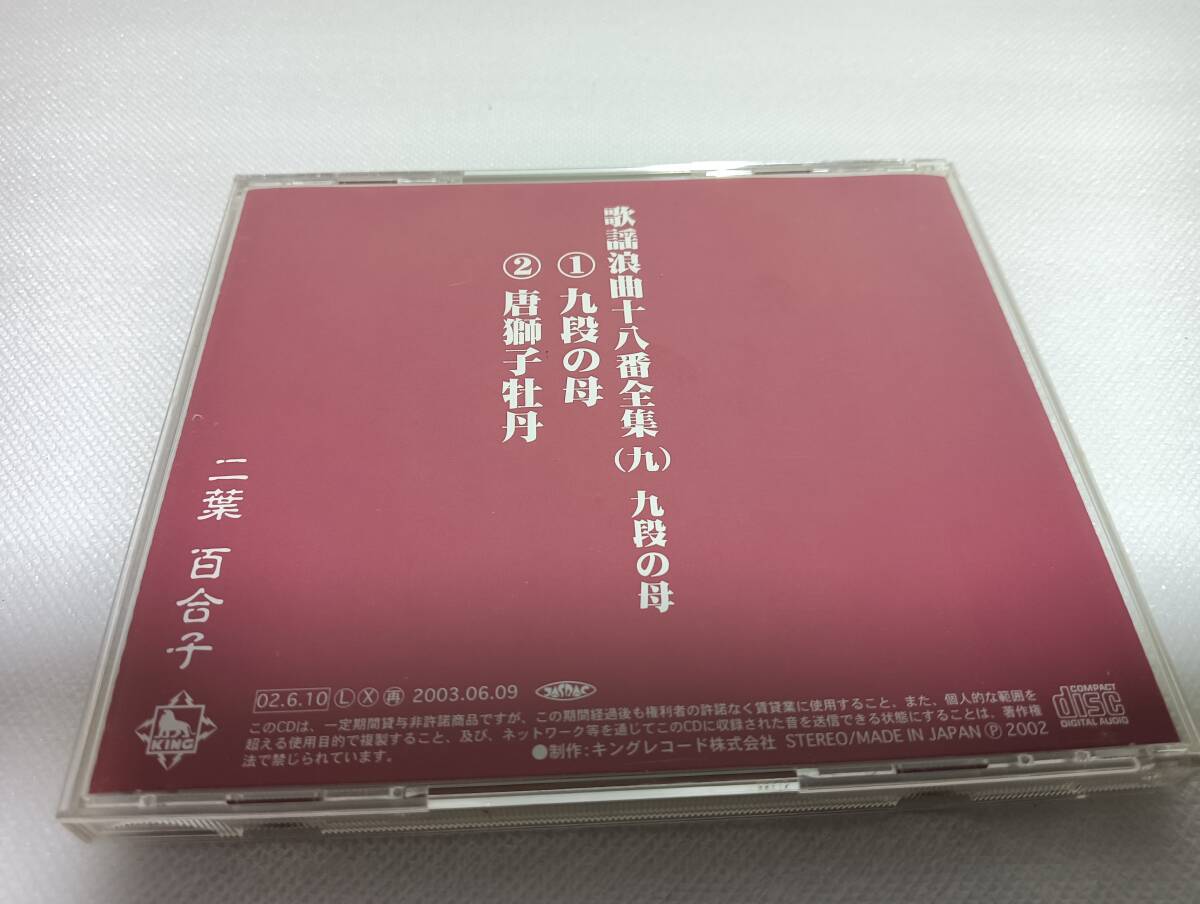 歌謡浪曲十八番全集(九) 九段の母
① 九段の母
② 唐獅子牡丹
二葉 百合子
KING
02.6.10 Ⓛ Ⓧ ㊢ 2003.06.09 JASRAC
このCDは、一定期間貸与非許諾商品ですが、この期間経過後も権利者の許諾なく賃貸業に使用すること、また、個人的な範囲を
超える使用目的で複製すること、及び、ネットワーク等を通じてこのCDに収録された音を送信できる状態にすることは、著作権
法で禁じられています。
●制作:キングレコード株式会社 STEREO/MADE IN JAPAN Ⓟ 2002
COMPACT
disc
DIGITAL AUDIO